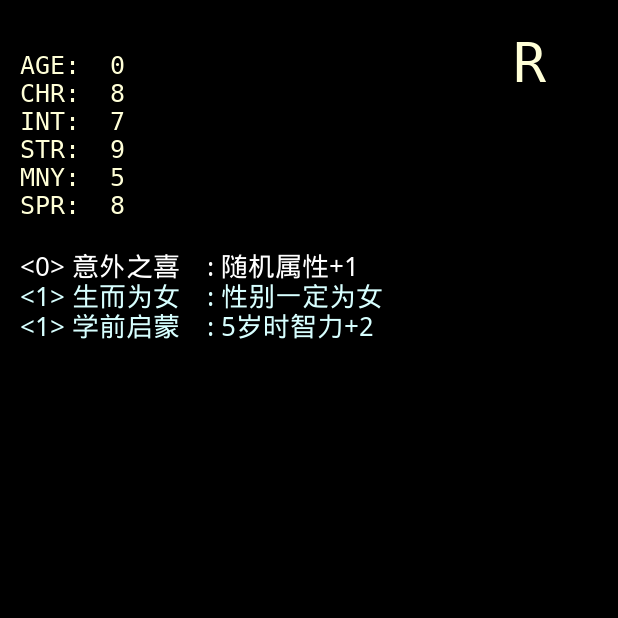 R
AGE: 0
CHR: 8
INT: 7
STR: 9
MNY: 5
SPR: 8
<0> 意外之喜 : 随机属性+1
<1> 生而为女 : 性别一定为女
<1> 学前启蒙 : 5岁时智力+2